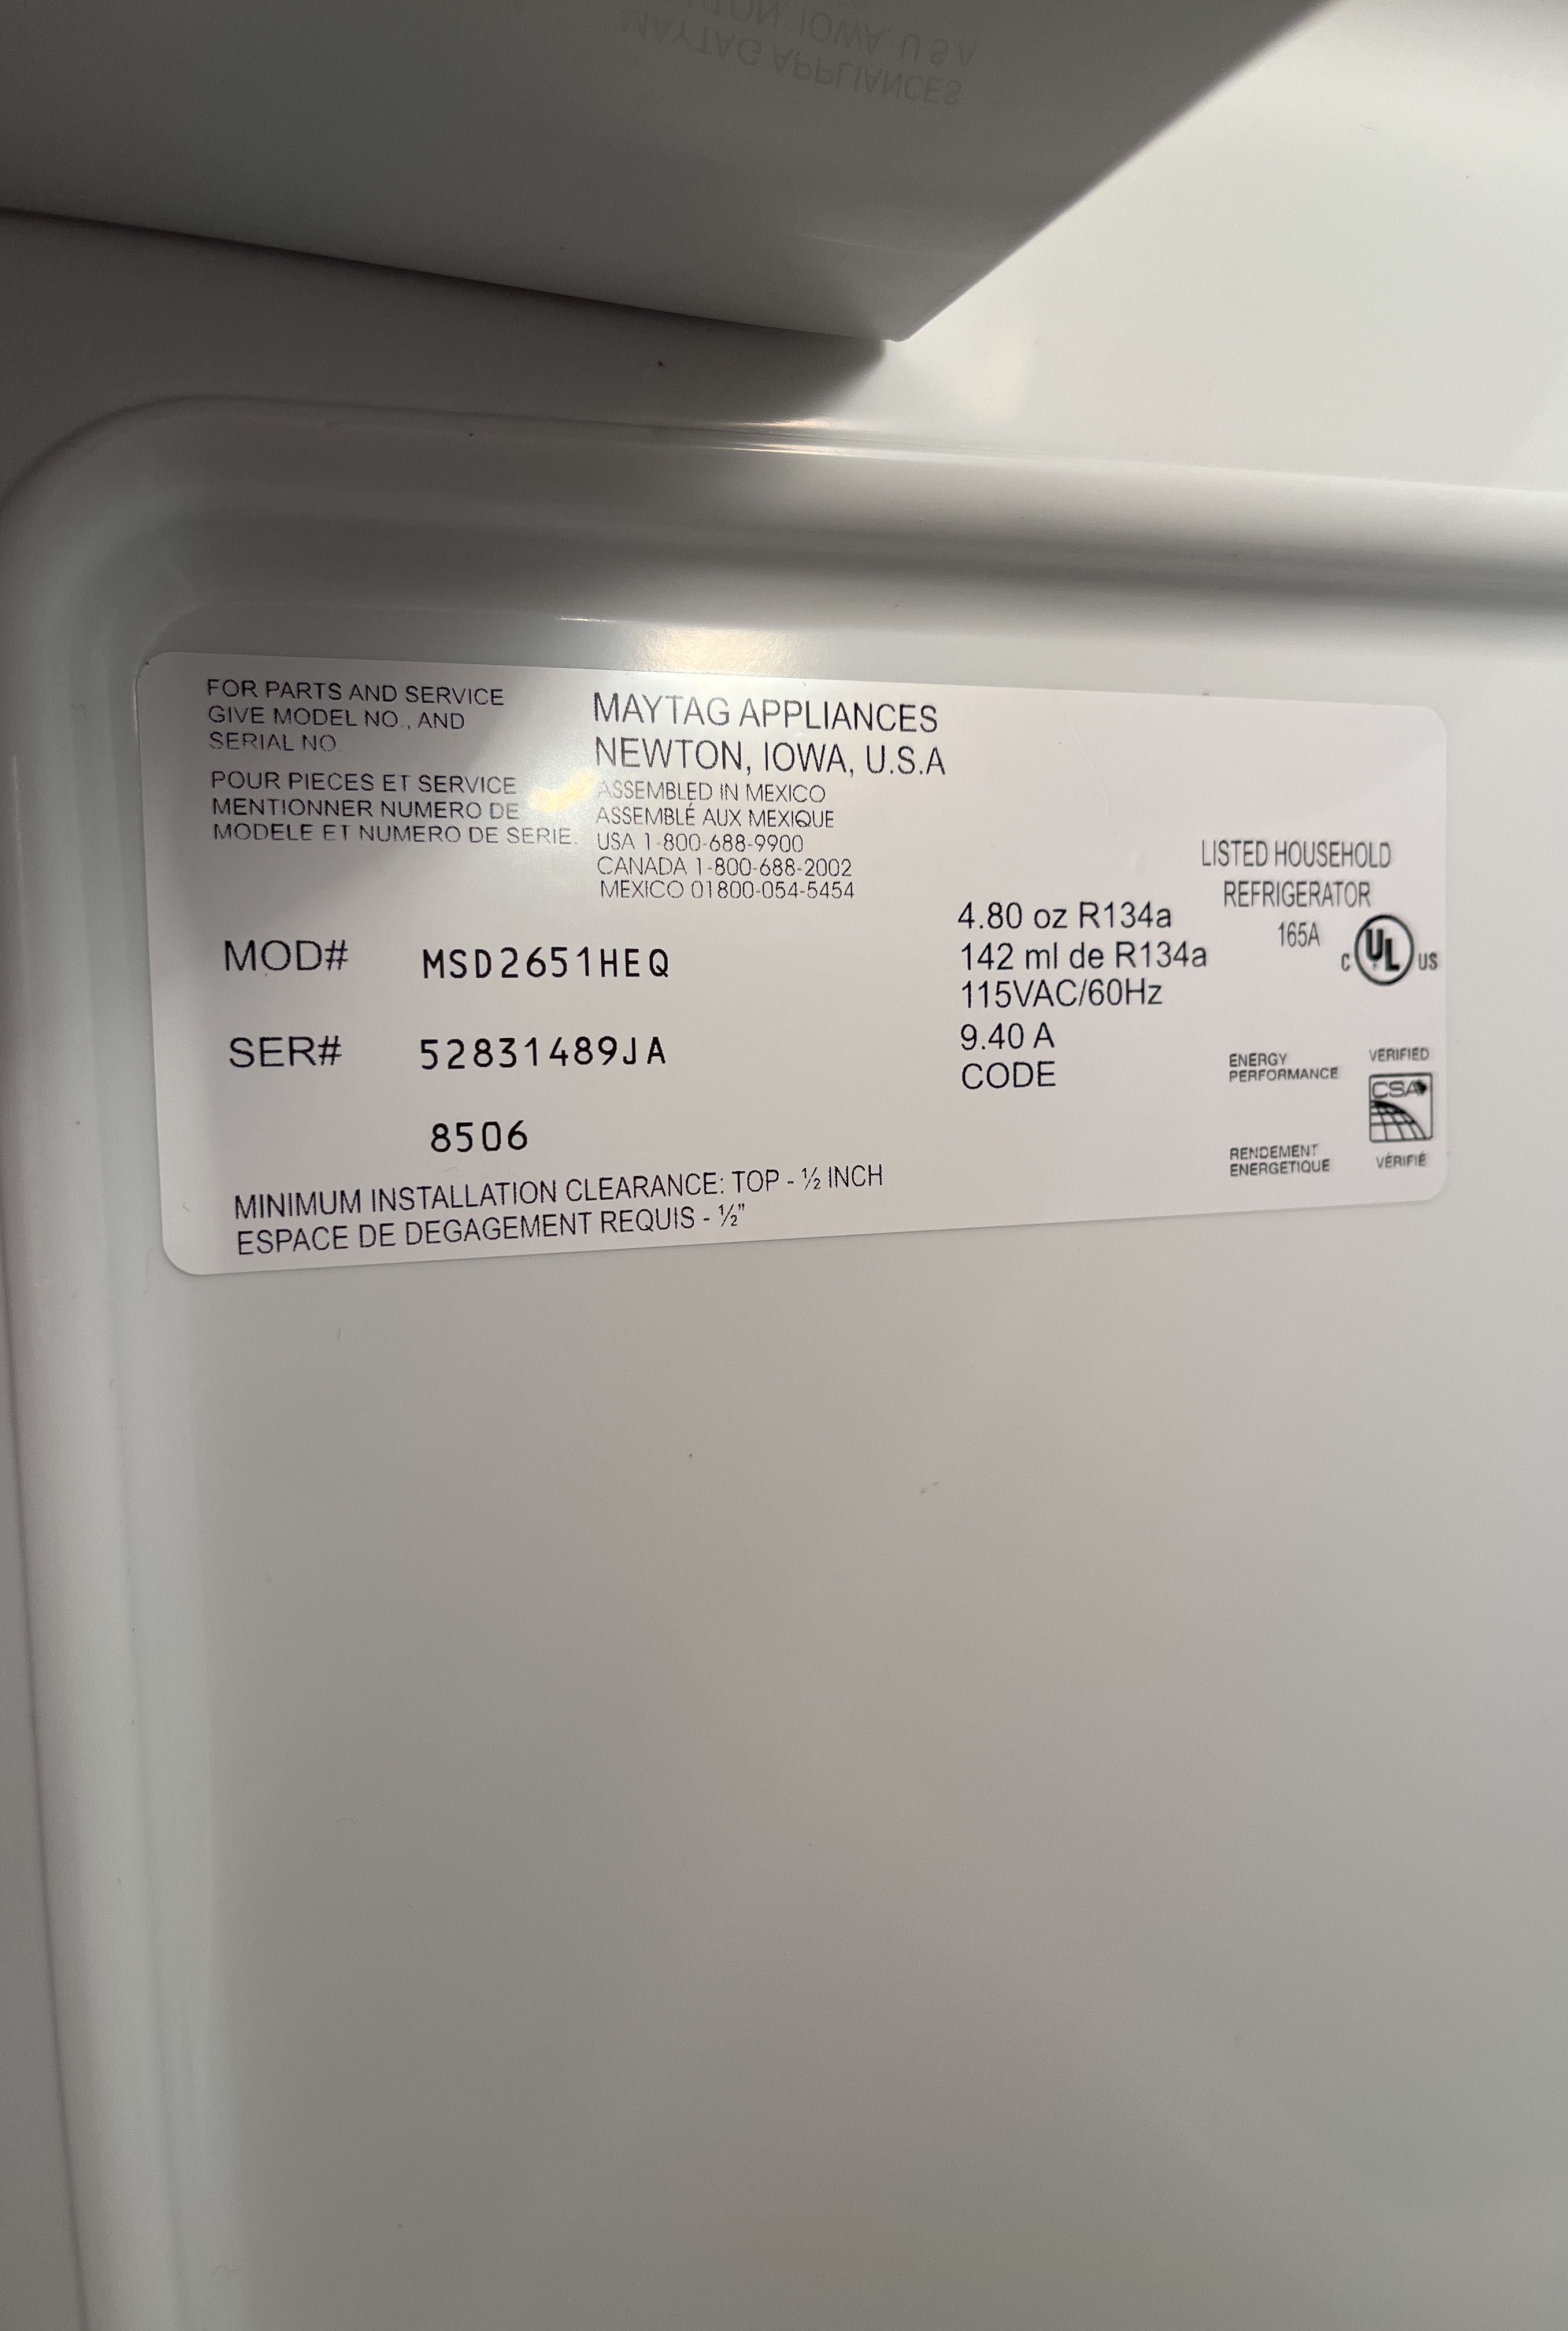 MAYTAG APPLIANCES
IOWA U S A
FOR PARTS AND SERVICE
GIVE MODEL NO., AND
SERIAL NO
POUR PIECES ET SERVICE
MENTIONNER NUMERO DE
MODELE ET NUMERO DE SERIE.
MAYTAG APPLIANCES
NEWTON, IOWA, U.S.A
ASSEMBLED IN MEXICO
ASSEMBLÉ AUX MEXIQUE
USA 1-800-688-9900
CANADA 1-800-688-2002
MEXICO 01800-054-5454
LISTED HOUSEHOLD
REFRIGERATOR
165A
C UL US
4.80 oz R134a
142 ml de R134a
115VAC/60Hz
9.40 A
CODE
MOD# MSD2651HEQ
SER# 52831489JA
8506
ENERGY
PERFORMANCE
VERIFIED
CSA
RENDEMENT
ENERGETIQUE
VÉRIFIÉ
MINIMUM INSTALLATION CLEARANCE: TOP - ½ INCH
ESPACE DE DEGAGEMENT REQUIS - ½"